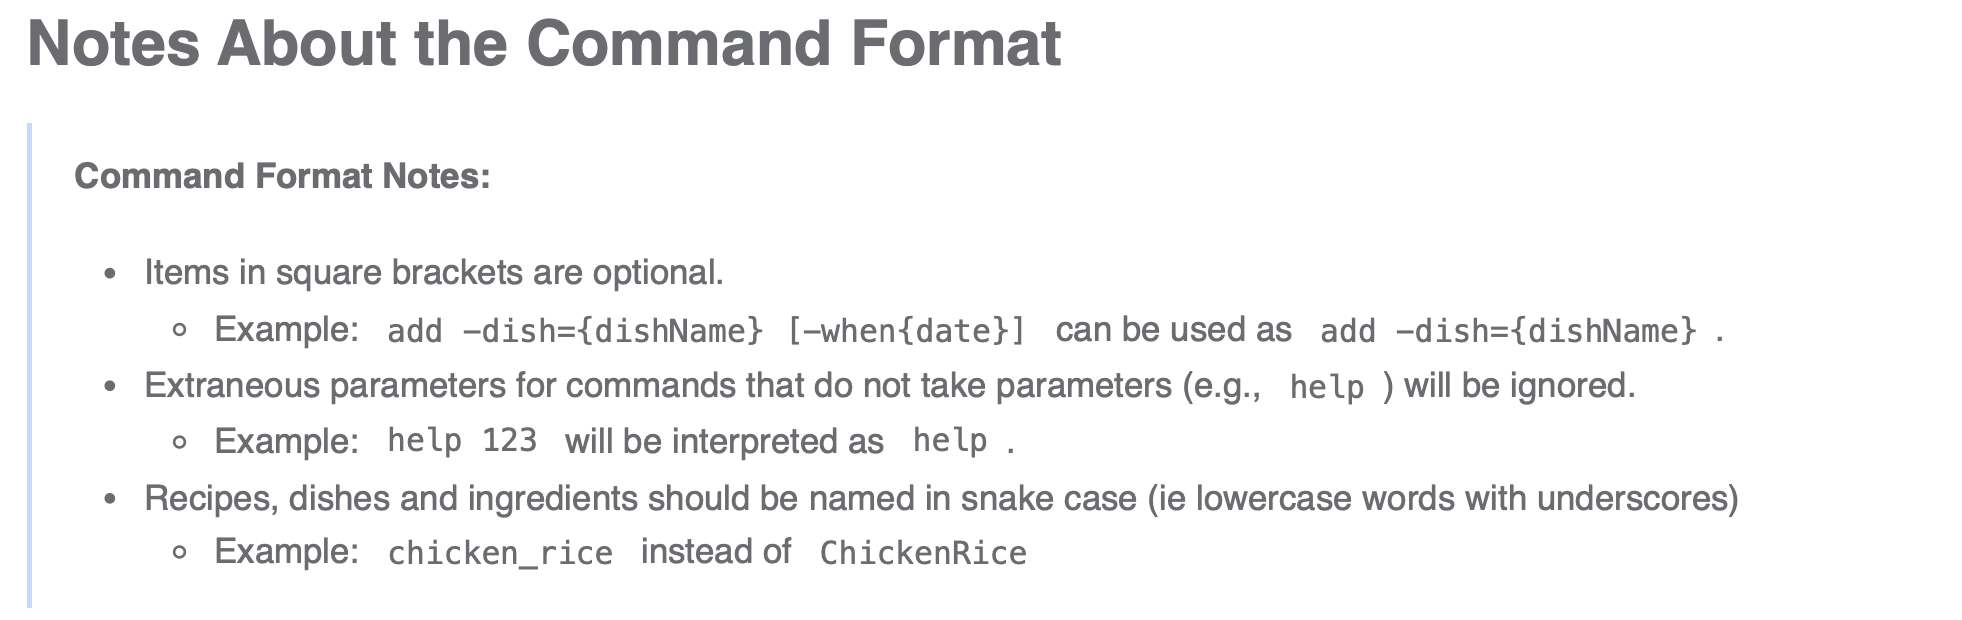 Notes About the Command Format
Command Format Notes:
• Items in square brackets are optional.
◦ Example: add -dish={dishName} [-when{date}] can be used as add -dish={dishName} .
• Extraneous parameters for commands that do not take parameters (e.g., help ) will be ignored.
◦ Example: help 123 will be interpreted as help .
• Recipes, dishes and ingredients should be named in snake case (ie lowercase words with underscores)
◦ Example: chicken_rice instead of ChickenRice